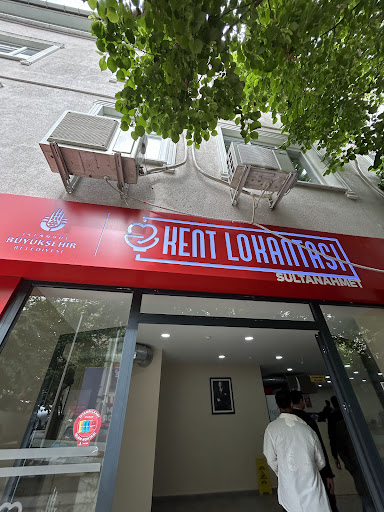 İSTANBUL
BÜYÜKŞEHİR
BELEDİYESİ
KENT LOKANTASI
SULTANAHMET